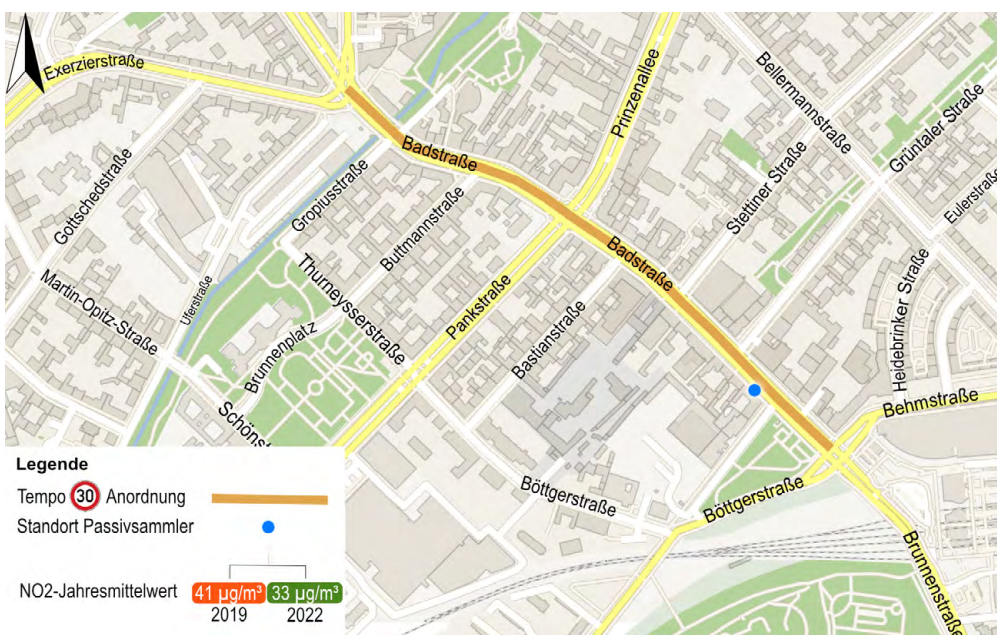 Exerzierstraße
Prinzenallee
Bellermannstraße
Grüntaler Straße
Badstraße
Gottschedstraße
Gropiusstraße
Buttmannstraße
Stettiner Straße
Eulerstraße
Badstraße
Martin-Opitz-Straße
Uferstraße
Thurneysserstraße
Pankstraße
Bastianstraße
Heidebrinker Straße
Brunnenplatz
Behmstraße
Böttgerstraße
Böttgerstraße
Brunnenstraße
Legende
Tempo 30 Anordnung
Standort Passivsammler
NO2-Jahresmittelwert 41 µg/m³ 33 µg/m³
2019 2022